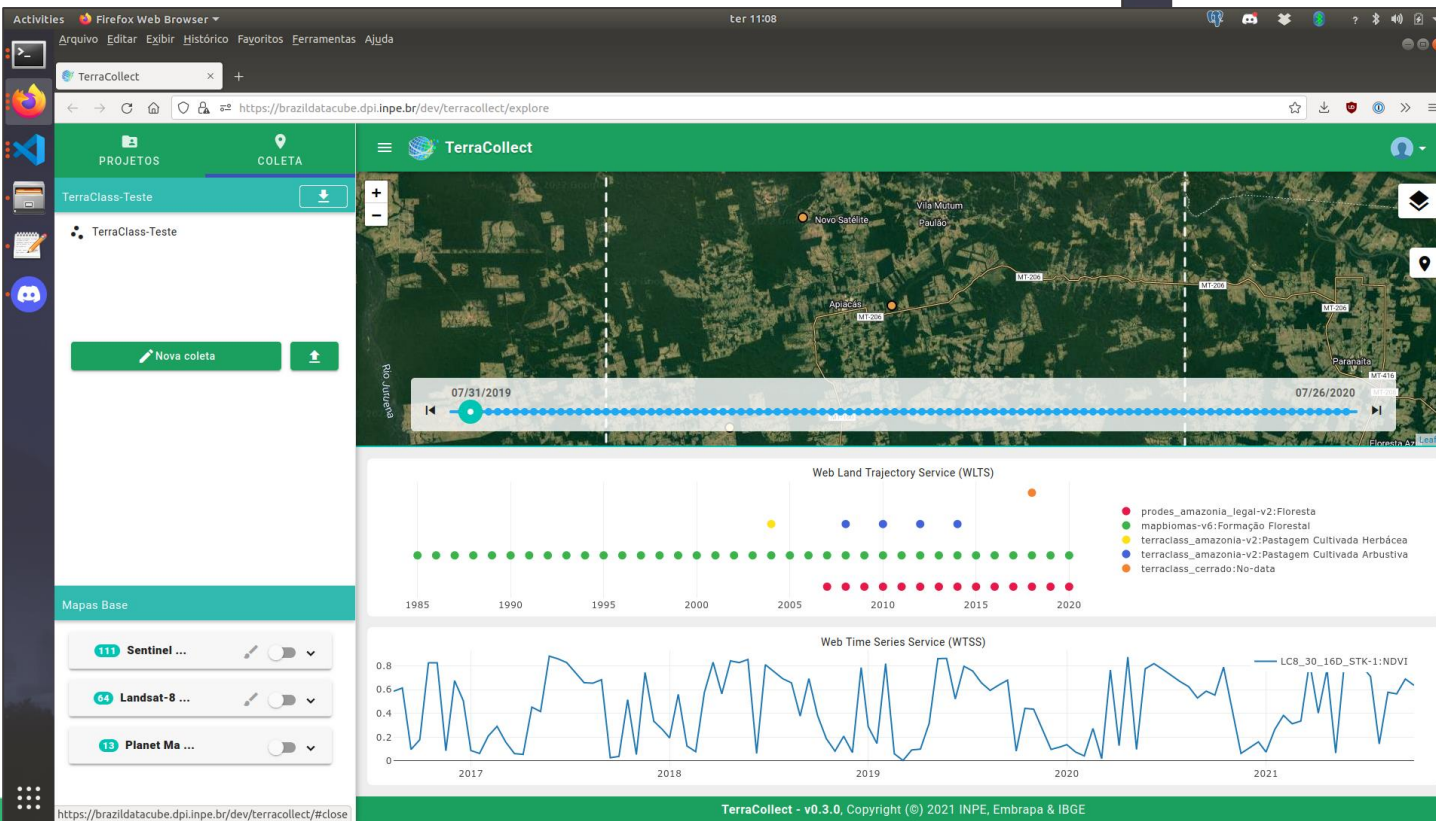 Activities Firefox Web Browser ter 11:08
Arquivo Editar Exibir Histórico Favoritos Ferramentas Ajuda
TerraCollect
https://brazildatacube.dpi.inpe.br/dev/terracollect/explore
PROJETOS COLETA
TerraCollect
TerraClass-Teste
TerraClass-Teste
Nova coleta
+
−
Novo Satélite
Vila Mutum
Paulão
MT-206
MT-206
Apiacás
MT-206
MT-206
Paranaíta
MT-416
Rio Juruena
07/31/2019 07/26/2020
Floresta Az
Leaf
Web Land Trajectory Service (WLTS)
prodes_amazonia_legal-v2:Floresta
mapbiomas-v6:Formação Florestal
terraclass_amazonia-v2:Pastagem Cultivada Herbácea
terraclass_amazonia-v2:Pastagem Cultivada Arbustiva
terraclass_cerrado:No-data
1985 1990 1995 2000 2005 2010 2015 2020
Mapas Base
111 Sentinel ...
64 Landsat-8 ...
13 Planet Ma ...
Web Time Series Service (WTSS)
LC8_30_16D_STK-1:NDVI
0.8
0.6
0.4
0.2
0
2017 2018 2019 2020 2021
https://brazildatacube.dpi.inpe.br/dev/terracollect/#close
TerraCollect - v0.3.0, Copyright (©) 2021 INPE, Embrapa & IBGE